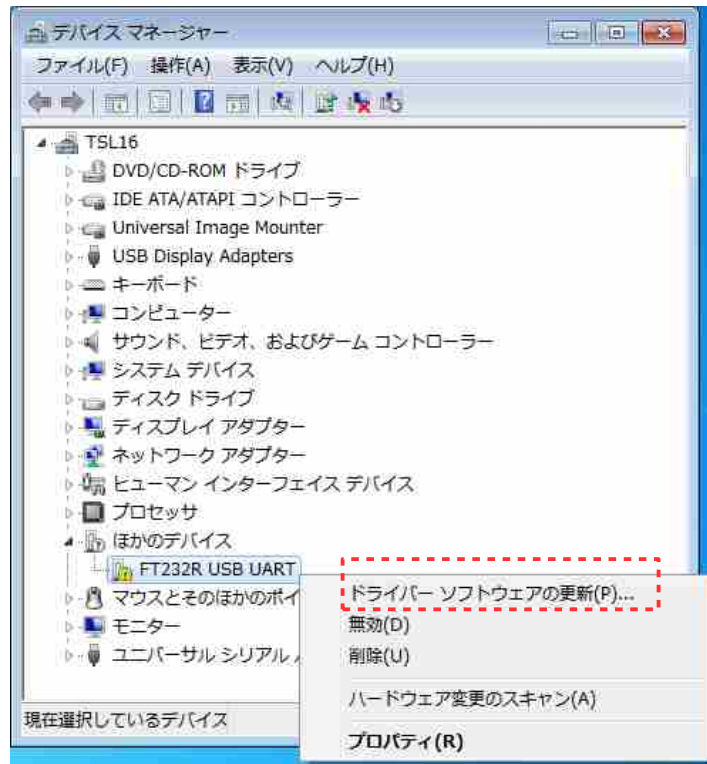 デバイス マネージャー
ファイル(F) 操作(A) 表示(V) ヘルプ(H)
TSL16
DVD/CD-ROM ドライブ
IDE ATA/ATAPI コントローラー
Universal Image Mounter
USB Display Adapters
キーボード
コンピューター
サウンド、ビデオ、およびゲーム コントローラー
システム デバイス
ディスク ドライブ
ディスプレイ アダプター
ネットワーク アダプター
ヒューマン インターフェイス デバイス
プロセッサ
ほかのデバイス
FT232R USB UART
マウスとそのほかのポイ
モニター
ユニバーサル シリアル
現在選択しているデバイス
ドライバー ソフトウェアの更新(P)...
無効(D)
削除(U)
ハードウェア変更のスキャン(A)
プロパティ(R)